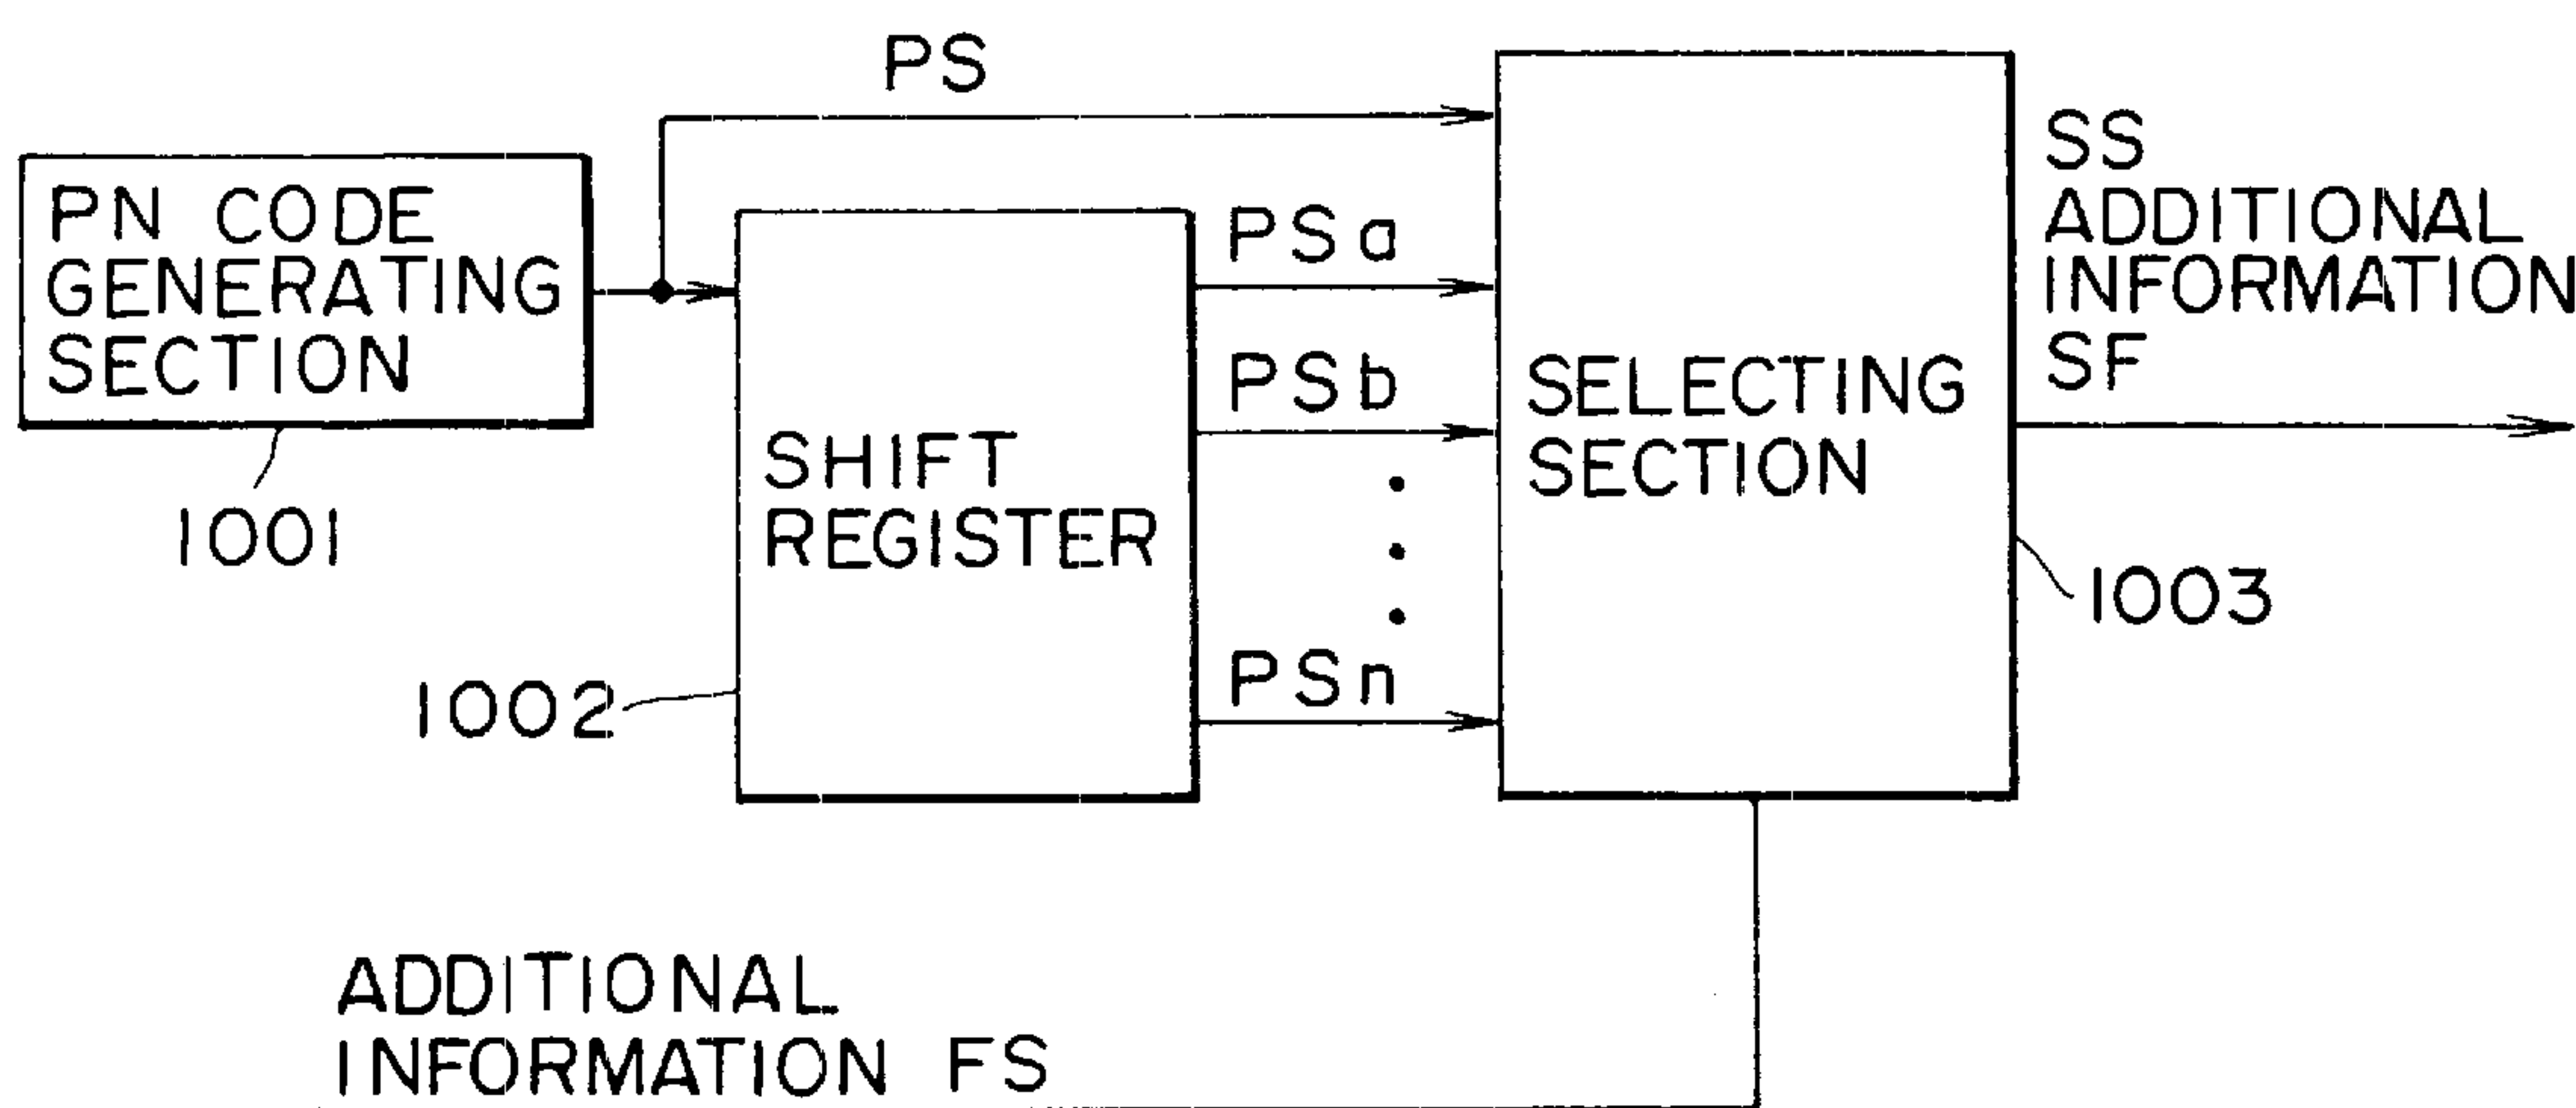 PS
PN CODE
GENERATING
SECTION
1001
SHIFT
REGISTER
1002
PSa
PSb
PSn
SELECTING
SECTION
1003
SS
ADDITIONAL
INFORMATION
SF
ADDITIONAL
INFORMATION FS